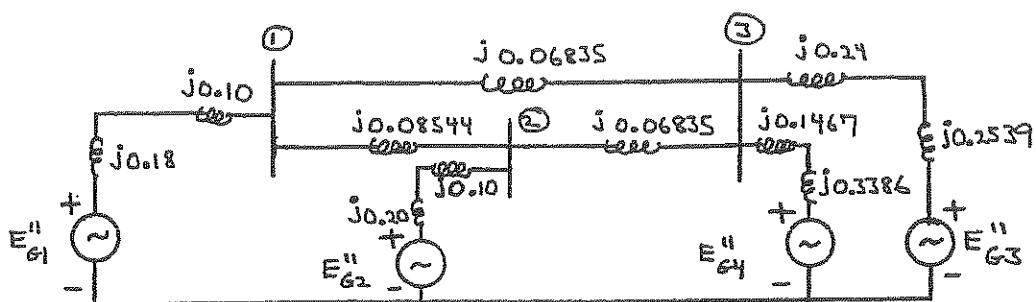 ①
③
j0.06835
j0.24
j0.10
②
j0.08544
j0.06835
j0.1467
j0.2539
j0.18
j0.10
j0.3386
j0.20
+
+
+
+
E"G1
~
E"G2
~
E"G4
~
~
E"G3
-
-
-
-